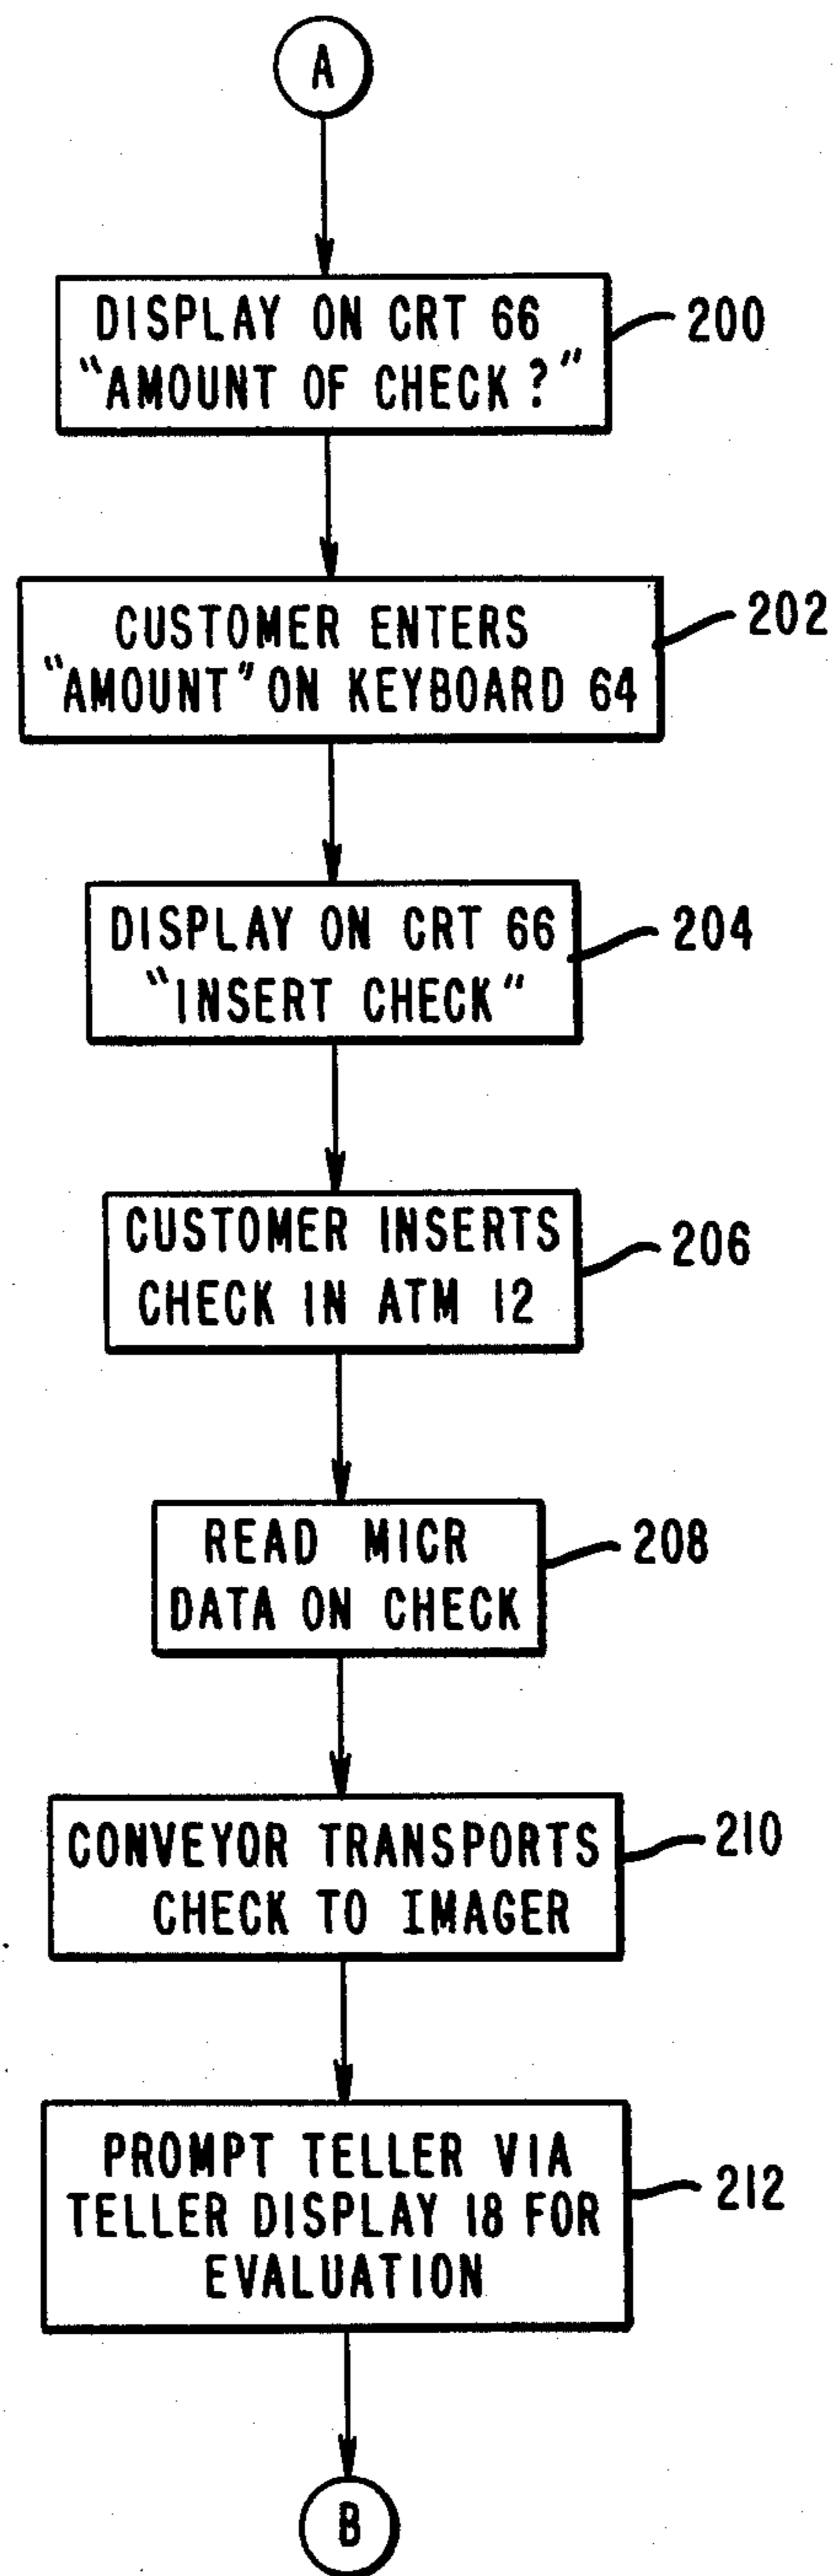 A
DISPLAY ON CRT 66
"AMOUNT OF CHECK?"
200
CUSTOMER ENTERS
"AMOUNT" ON KEYBOARD 64
202
DISPLAY ON CRT 66
"INSERT CHECK"
204
CUSTOMER INSERTS
CHECK IN ATM 12
206
READ MICR
DATA ON CHECK
208
CONVEYOR TRANSPORTS
CHECK TO IMAGER
210
PROMPT TELLER VIA
TELLER DISPLAY 18 FOR
EVALUATION
212
B